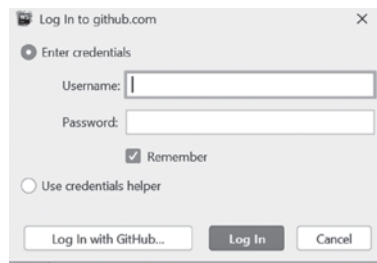 Log In to github.com
Enter credentials
Username:
Password:
Remember
Use credentials helper
Log In with GitHub... Log In Cancel